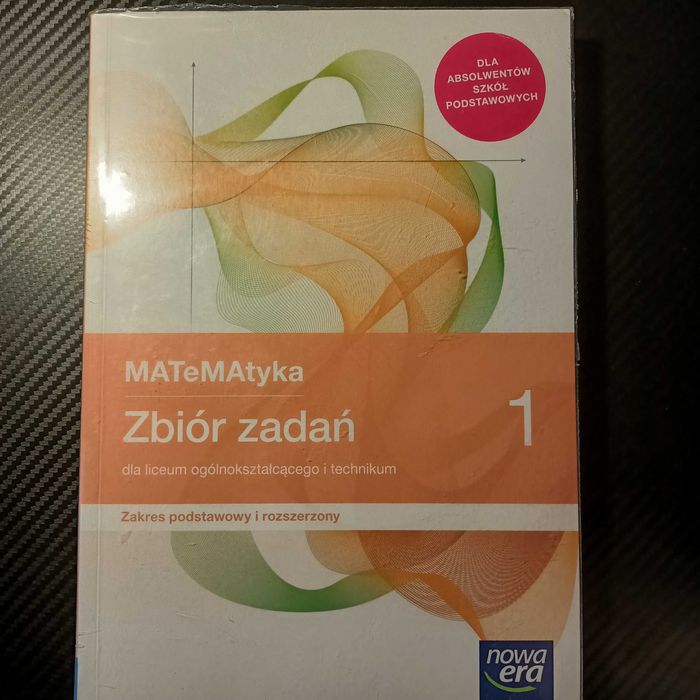 DLA
ABSOLWENTÓW
SZKÓŁ
PODSTAWOWYCH
MATeMAtyka
Zbiór zadań
1
dla liceum ogólnokształcącego i technikum
Zakres podstawowy i rozszerzony
nowa
era